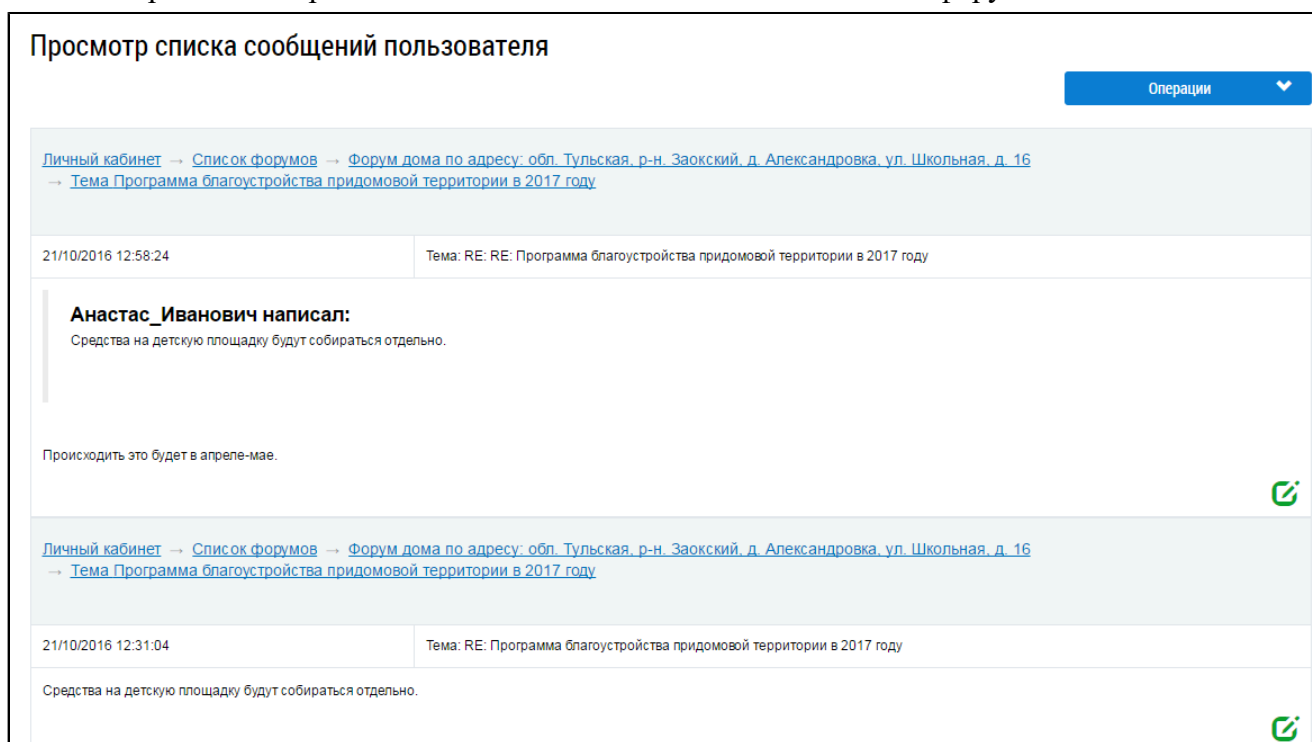 Просмотр списка сообщений пользователя
Операции
Личный кабинет → Список форумов → Форум дома по адресу: обл. Тульская, р-н. Заокский, д. Александровка, ул. Школьная, д. 16
→ Тема Программа благоустройства придомовой территории в 2017 году
21/10/2016 12:58:24 Тема: RE: RE: Программа благоустройства придомовой территории в 2017 году
Анастас_Иванович написал:
Средства на детскую площадку будут собираться отдельно.
Происходить это будет в апреле-мае.
Личный кабинет → Список форумов → Форум дома по адресу: обл. Тульская, р-н. Заокский, д. Александровка, ул. Школьная, д. 16
→ Тема Программа благоустройства придомовой территории в 2017 году
21/10/2016 12:31:04 Тема: RE: Программа благоустройства придомовой территории в 2017 году
Средства на детскую площадку будут собираться отдельно.